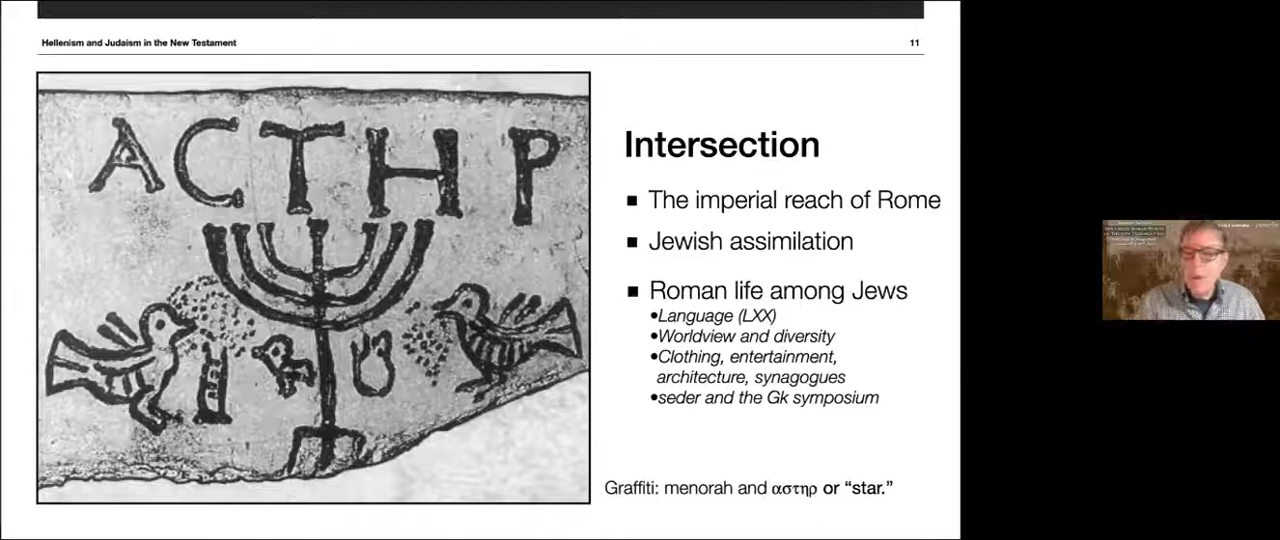 Hellenism and Judaism in the New Testament
11
ΑϹΤΗΡ
Intersection
▪ The imperial reach of Rome
▪ Jewish assimilation
▪ Roman life among Jews
•Language (LXX)
•Worldview and diversity
•Clothing, entertainment,
architecture, synagogues
•seder and the Gk symposium
Graffiti: menorah and αστηρ or “star.”